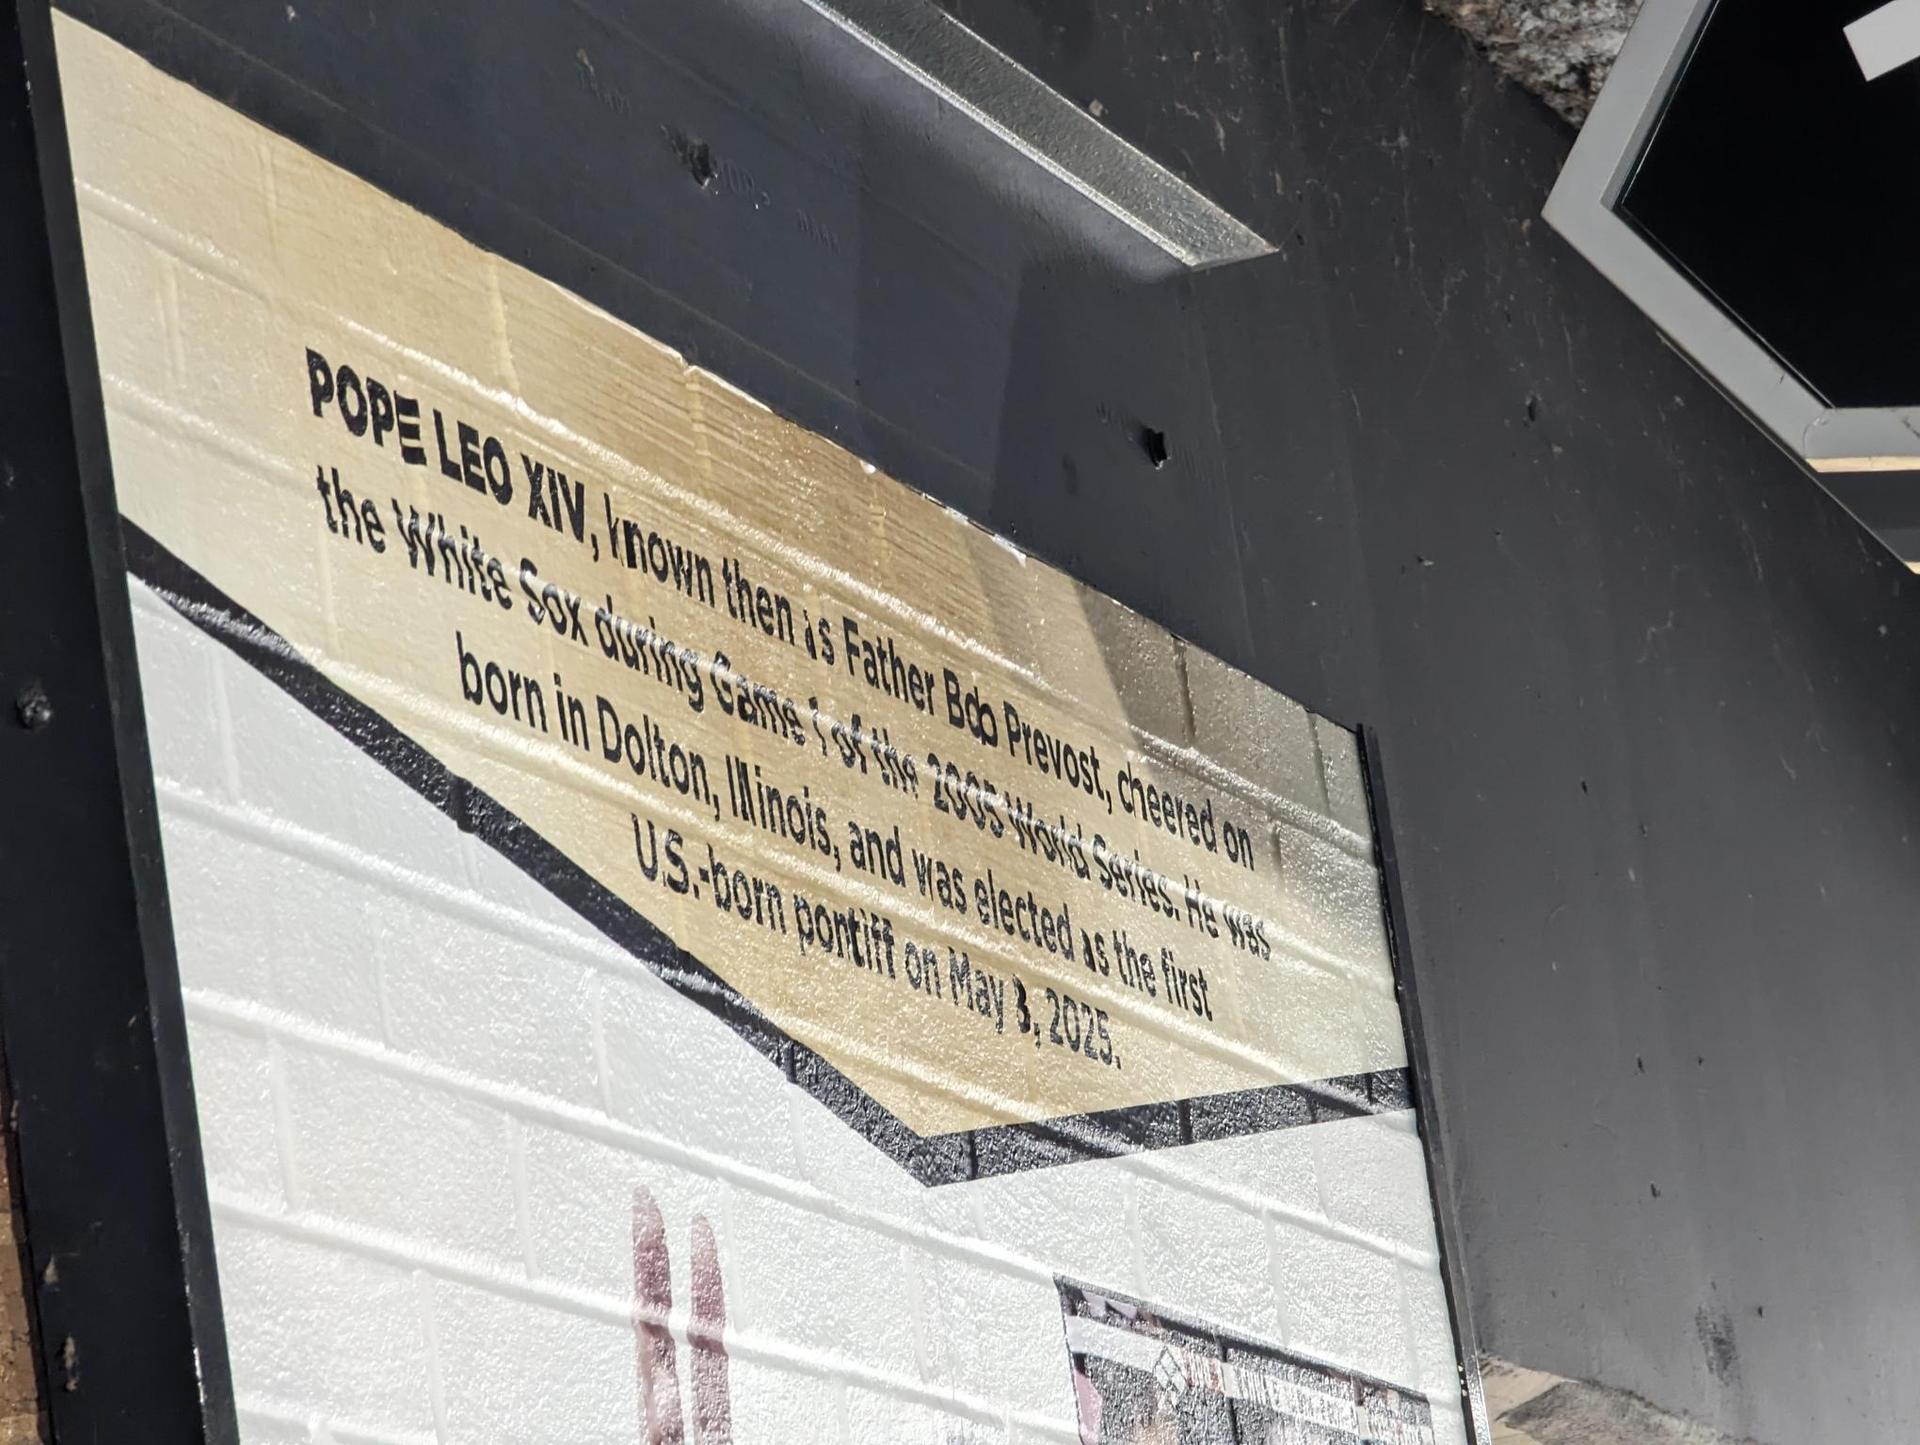 POPE LEO XIV, known then as Father Bob Prevost, cheered on
the White Sox during Game 1 of the 2005 World Series. He was
born in Dolton, Illinois, and was elected as the first
U.S.-born pontiff on May 8, 2025.